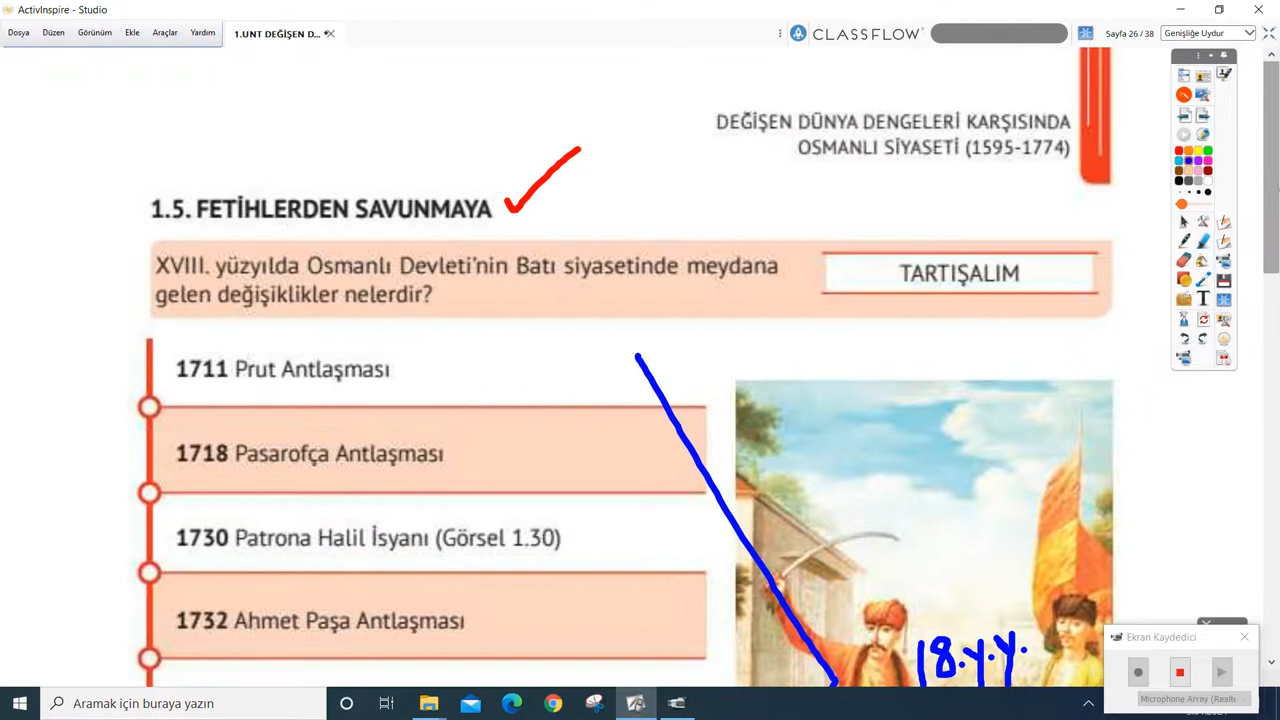 ActivInspire - Studio
Dosya Düzen Görünüm Ekle Araçlar Yardım
1.UNT DEĞİŞEN D...
CLASSFLOW
Sayfa 26 / 38
Genişliğe Uydur
DEĞİŞEN DÜNYA DENGELERİ KARŞISINDA
OSMANLI SİYASETİ (1595-1774)
1.5. FETİHLERDEN SAVUNMAYA
XVIII. yüzyılda Osmanlı Devleti'nin Batı siyasetinde meydana
gelen değişiklikler nelerdir?
TARTIŞALIM
1711 Prut Antlaşması
1718 Pasarofça Antlaşması
1730 Patrona Halil İsyanı (Görsel 1.30)
1732 Ahmet Paşa Antlaşması
18.y.y.
Ekran Kaydedici
Microphone Array (Realt
Aramak için buraya yazın